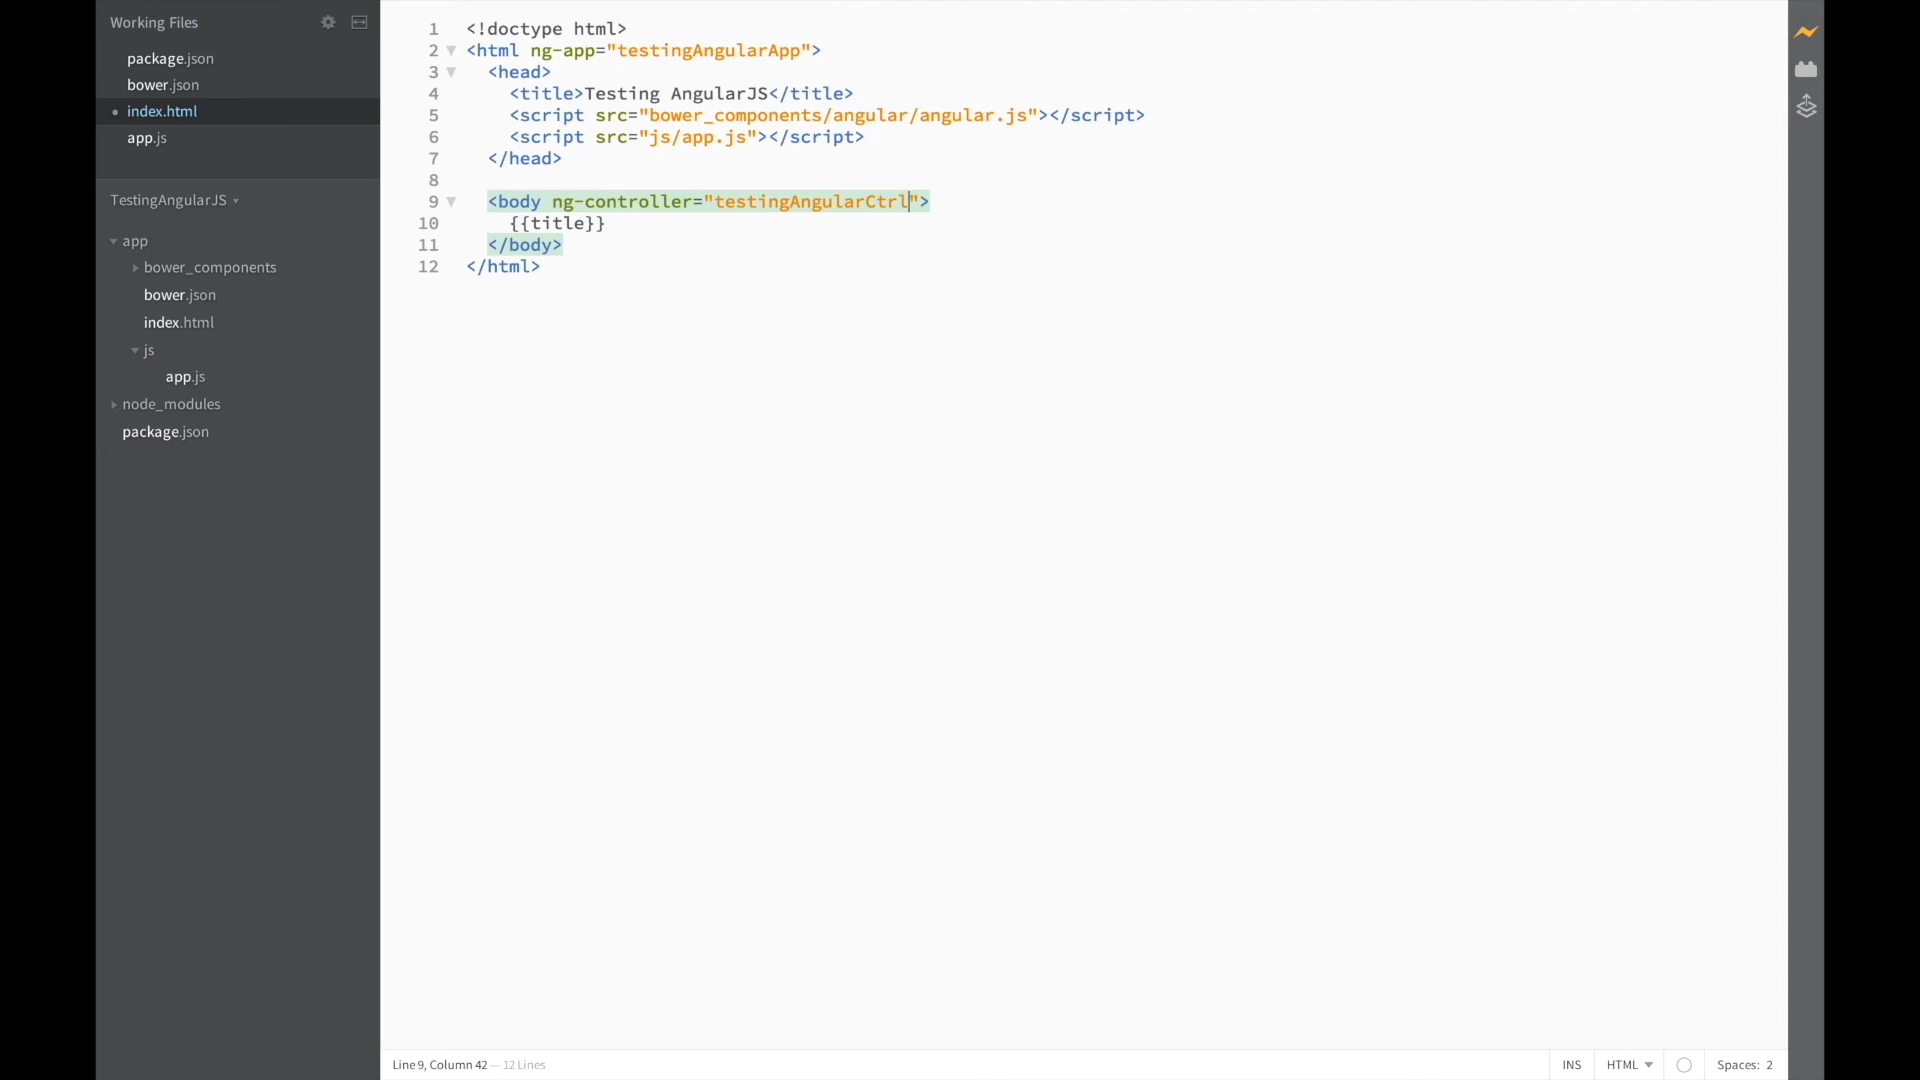 Working Files
package.json
bower.json
index.html
app.js
TestingAngularJS
app
bower_components
bower.json
index.html
js
app.js
node_modules
package.json
1 <!doctype html>
2 <html ng-app="testingAngularApp">
3 <head>
4 <title>Testing AngularJS</title>
5 <script src="bower_components/angular/angular.js"></script>
6 <script src="js/app.js"></script>
7 </head>
8
9 <body ng-controller="testingAngularCtrl">
10 {{title}}
11 </body>
12 </html>
Line 9, Column 42 — 12 Lines
INS
HTML
Spaces: 2